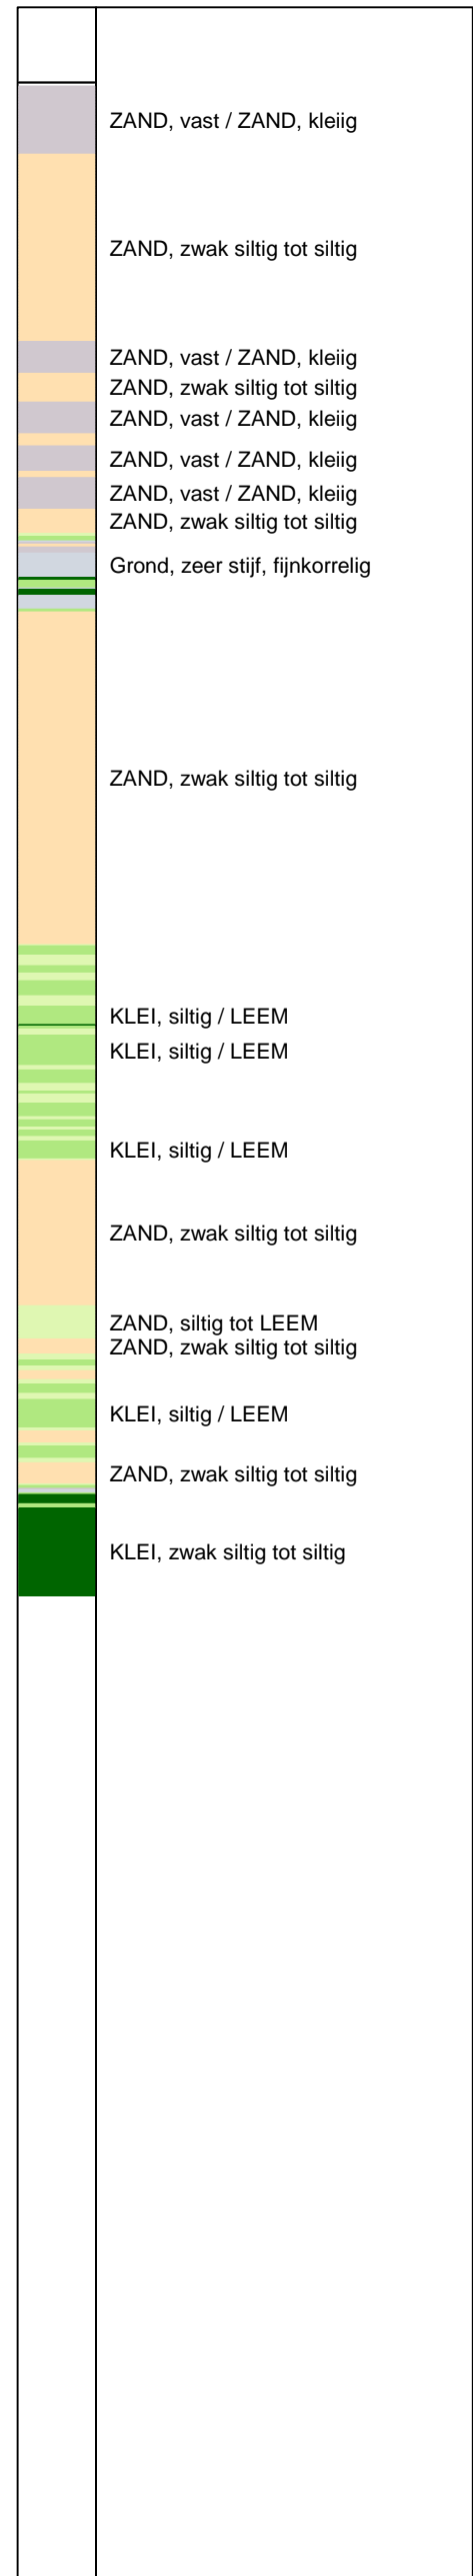 ZAND, vast / ZAND, kleiig
ZAND, zwak siltig tot siltig
ZAND, vast / ZAND, kleiig
ZAND, zwak siltig tot siltig
ZAND, vast / ZAND, kleiig
ZAND, vast / ZAND, kleiig
ZAND, vast / ZAND, kleiig
ZAND, zwak siltig tot siltig
Grond, zeer stijf, fijnkorrelig
ZAND, zwak siltig tot siltig
KLEI, siltig / LEEM
KLEI, siltig / LEEM
KLEI, siltig / LEEM
ZAND, zwak siltig tot siltig
ZAND, siltig tot LEEM
ZAND, zwak siltig tot siltig
KLEI, siltig / LEEM
ZAND, zwak siltig tot siltig
KLEI, zwak siltig tot siltig